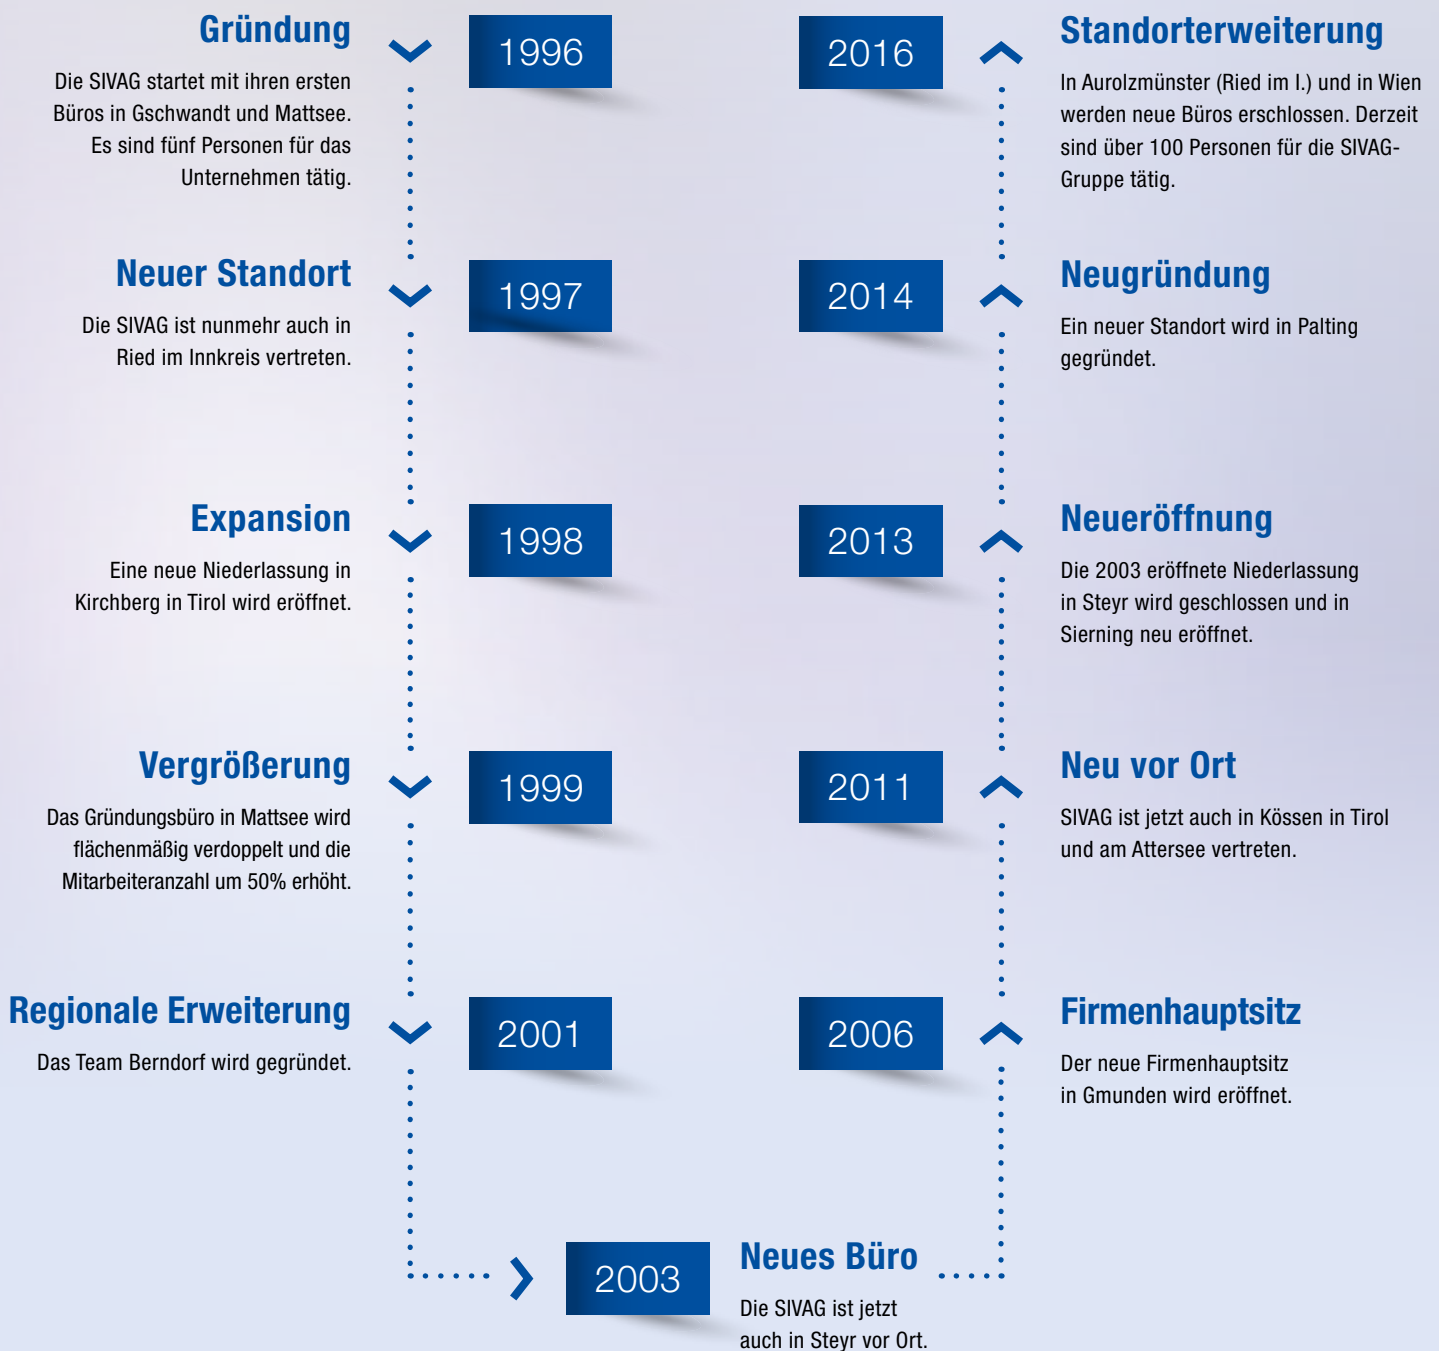 Gründung
1996
Die SIVAG startet mit ihren ersten
Büros in Gschwandt und Mattsee.
Es sind fünf Personen für das
Unternehmen tätig.
Neuer Standort
1997
Die SIVAG ist nunmehr auch in
Ried im Innkreis vertreten.
Expansion
1998
Eine neue Niederlassung in
Kirchberg in Tirol wird eröffnet.
Vergrößerung
1999
Das Gründungsbüro in Mattsee wird
flächenmäßig verdoppelt und die
Mitarbeiteranzahl um 50% erhöht.
Regionale Erweiterung
2001
Das Team Berndorf wird gegründet.
2003
Neues Büro
Die SIVAG ist jetzt
auch in Steyr vor Ort.
2006
Firmenhauptsitz
Der neue Firmenhauptsitz
in Gmunden wird eröffnet.
2011
Neu vor Ort
SIVAG ist jetzt auch in Kössen in Tirol
und am Attersee vertreten.
2013
Neueröffnung
Die 2003 eröffnete Niederlassung
in Steyr wird geschlossen und in
Sierning neu eröffnet.
2014
Neugründung
Ein neuer Standort wird in Palting
gegründet.
2016
Standorterweiterung
In Aurolzmünster (Ried im I.) und in Wien
werden neue Büros erschlossen. Derzeit
sind über 100 Personen für die SIVAG-
Gruppe tätig.